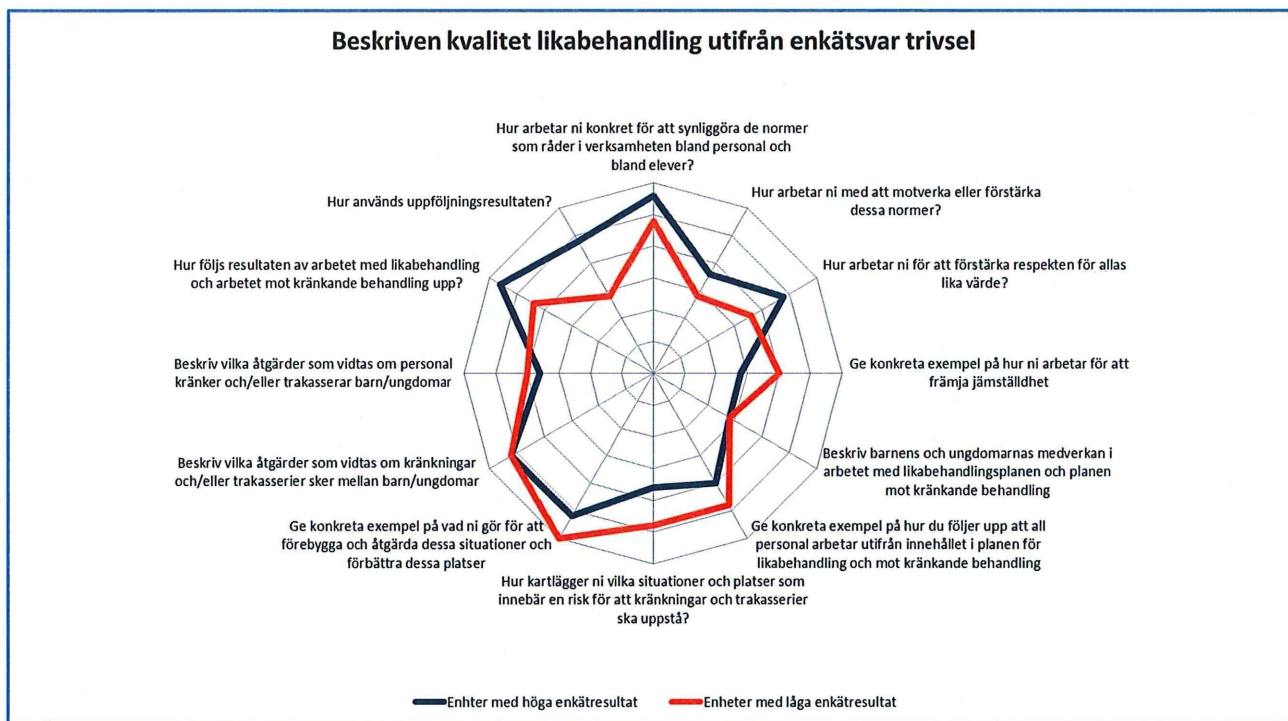 Beskriven kvalitet likabehandling utifrån enkätsvar trivsel
Hur arbetar ni konkret för att synliggöra de normer
som råder i verksamheten bland personal och
bland elever?
Hur arbetar ni med att motverka eller förstärka
dessa normer?
Hur arbetar ni för att förstärka respekten för allas
lika värde?
Ge konkreta exempel på hur ni arbetar för att
främja jämställdhet
Beskriv barnens och ungdomarnas medverkan i
arbetet med likabehandlingsplanen och planen
mot kränkande behandling
Ge konkreta exempel på hur du följer upp att all
personal arbetar utifrån innehållet i planen för
likabehandling och mot kränkande behandling
Hur kartlägger ni vilka situationer och platser som
innebär en risk för att kränkningar och trakasserier
ska uppstå?
Ge konkreta exempel på vad ni gör för att
förebygga och åtgärda dessa situationer och
förbättra dessa platser
Beskriv vilka åtgärder som vidtas om kränkningar
och/eller trakasserier sker mellan barn/ungdomar
Beskriv vilka åtgärder som vidtas om personal
kränker och/eller trakasserar barn/ungdomar
Hur följs resultaten av arbetet med likabehandling
och arbetet mot kränkande behandling upp?
Hur används uppföljningsresultaten?
Enhter med höga enkätresultat
Enheter med låga enkätresultat